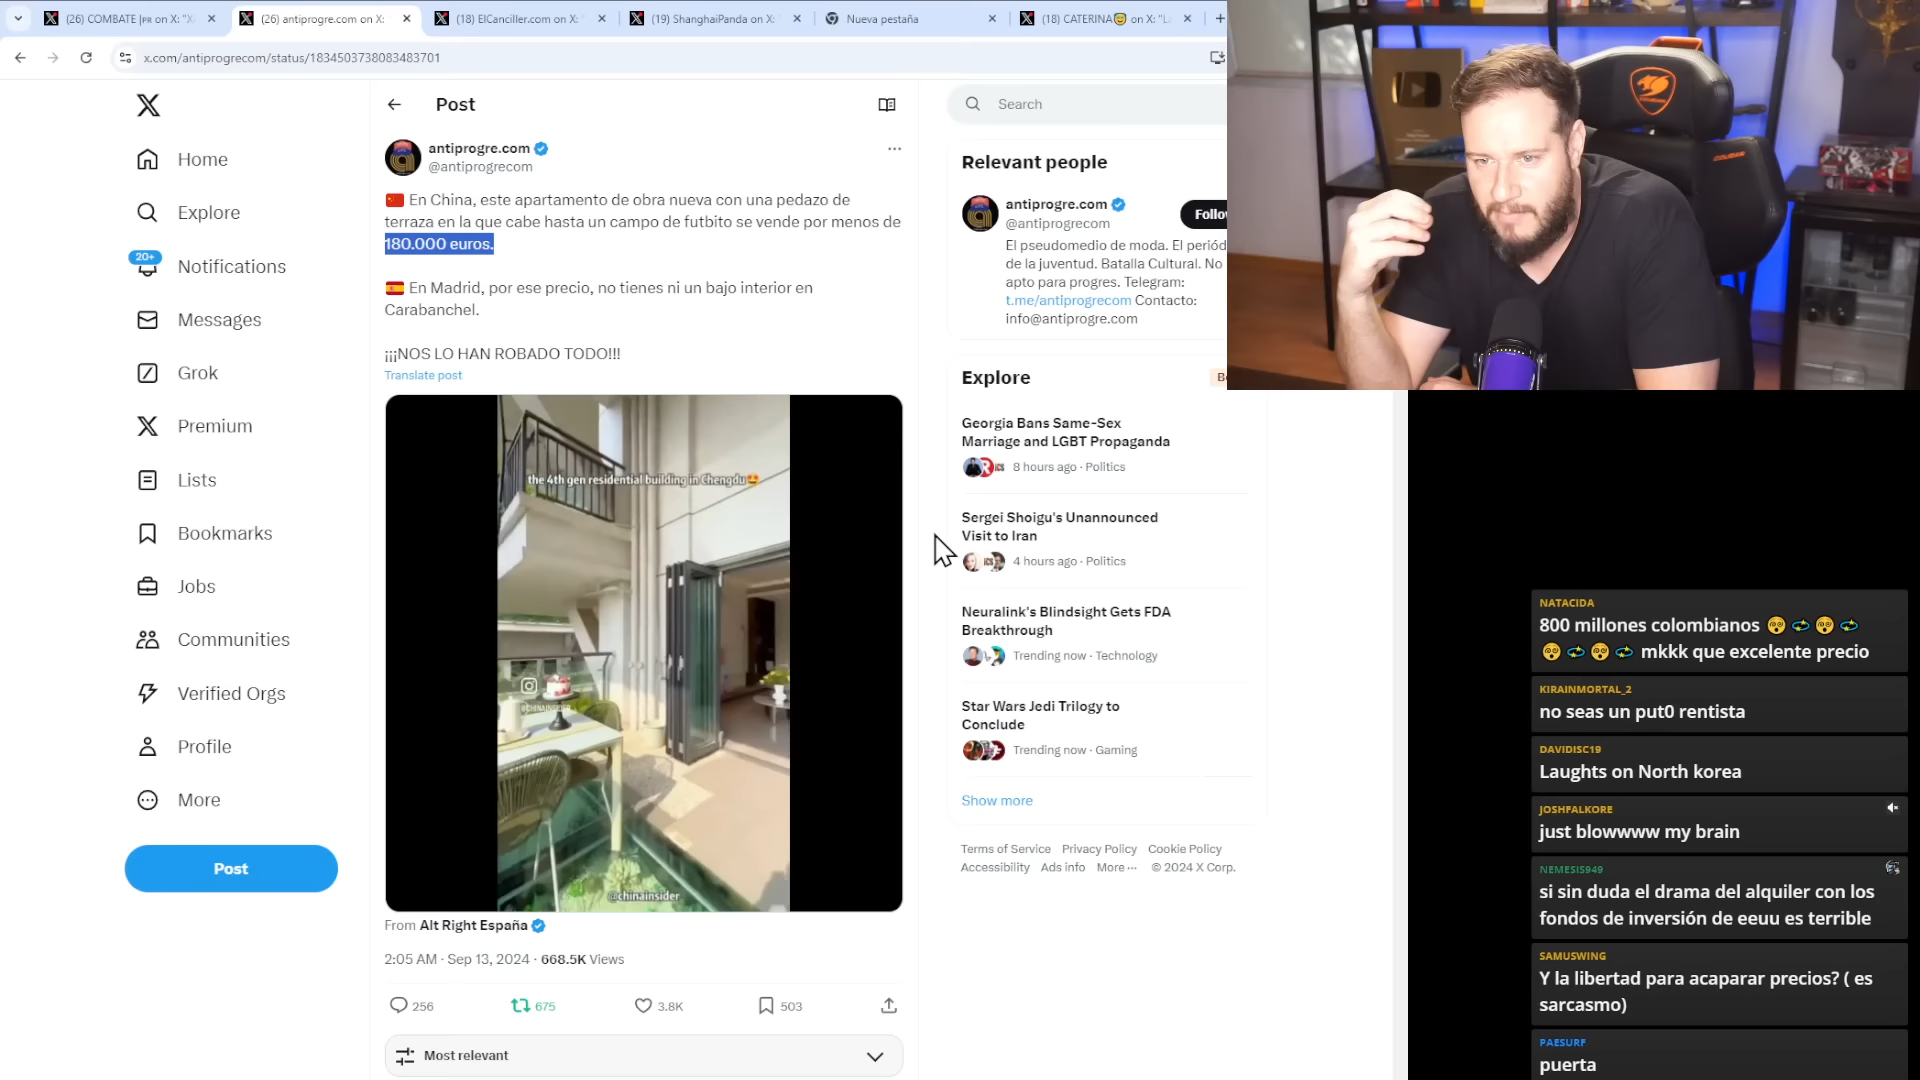 (26) COMBATE |🇵🇷 on X: "X
(26) antiprogre.com on X:
(18) ElCanciller.com on X: "
(19) ShanghaiPanda on X: "
Nueva pestaña
(18) CATERINA😇 on X: "L
x.com/antiprogrecom/status/1834503738083483701
Home
Explore
20+
Notifications
Messages
Grok
Premium
Lists
Bookmarks
Jobs
Communities
Profile
Verified Orgs
More
Post
Post
antiprogre.com
@antiprogrecom
🇨🇳 En China, este apartamento de obra nueva con una pedazo de
terraza en la que cabe hasta un campo de futbito se vende por menos de
180.000 euros.
🇪🇸 En Madrid, por ese precio, no tienes ni un bajo interior en
Carabanchel.
¡¡¡NOS LO HAN ROBADO TODO!!!
Translate post
the 4th gen residential building in Chengdu🤩
@CHINAINSIDER
@chinainsider
From Alt Right España
2:05 AM · Sep 13, 2024 · 668.5K Views
256
675
3.8K
503
Most relevant
Search
Relevant people
antiprogre.com
@antiprogrecom
Follow
El pseudomedio de moda. El periód
de la juventud. Batalla Cultural. No
apto para progres. Telegram:
t.me/antiprogrecom Contacto:
info@antiprogre.com
Explore
Be
Georgia Bans Same-Sex
Marriage and LGBT Propaganda
8 hours ago · Politics
Sergei Shoigu's Unannounced
Visit to Iran
4 hours ago · Politics
Neuralink's Blindsight Gets FDA
Breakthrough
Trending now · Technology
Star Wars Jedi Trilogy to
Conclude
Trending now · Gaming
Show more
Terms of Service Privacy Policy Cookie Policy
Accessibility Ads info More ··· © 2024 X Corp.
COUGAR
NATACIDA
800 millones colombianos 😵💫😵💫
😵💫😵💫 mkkk que excelente precio
KIRAINMORTAL_2
no seas un put0 rentista
DAVIDISC19
Laughts on North korea
JOSHFALKORE
just blowwww my brain
NEMESIS949
si sin duda el drama del alquiler con los
fondos de inversión de eeuu es terrible
SAMUSWING
Y la libertad para acaparar precios? ( es
sarcasmo)
PAESURF
puerta